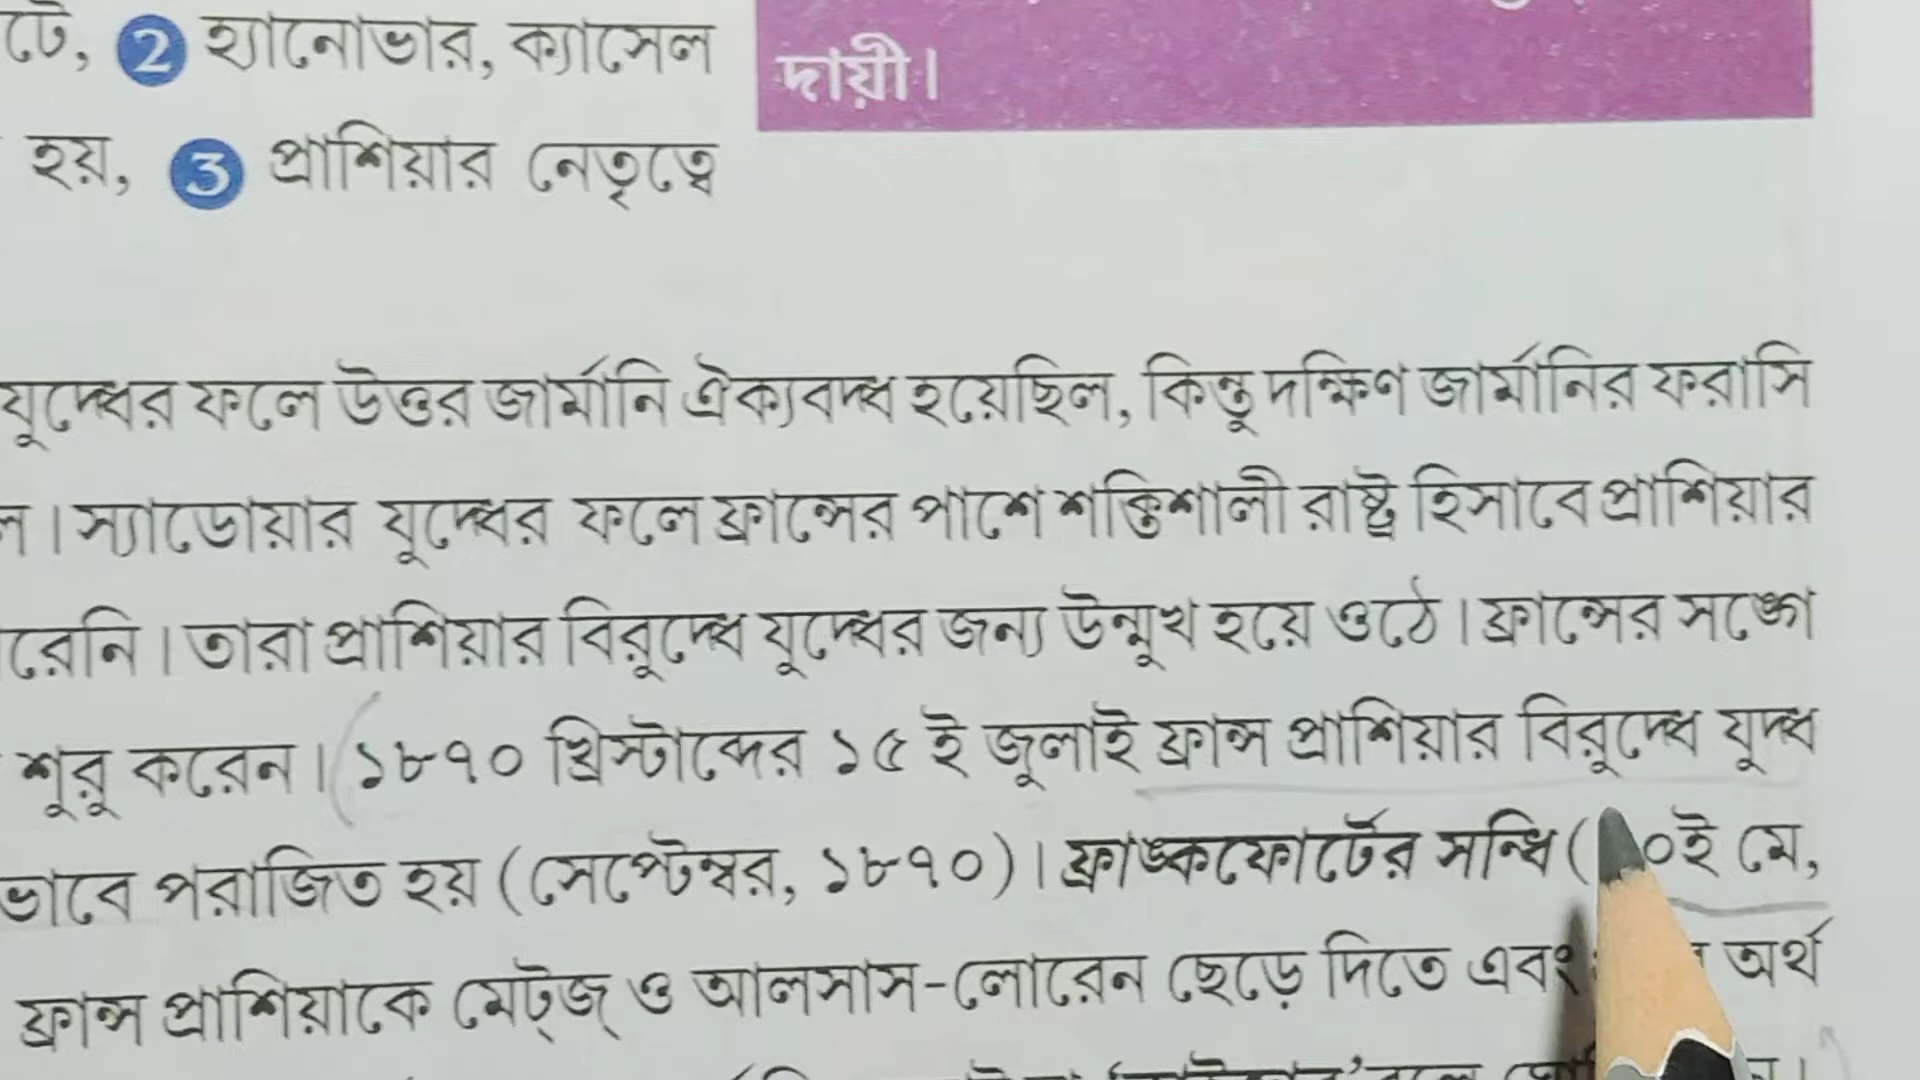 টে, 2 হ্যানোভার, ক্যাসেল
হয়, 3 প্রাশিয়ার নেতৃত্বে
দায়ী।
যুদ্ধের ফলে উত্তর জার্মানি ঐক্যবদ্ধ হয়েছিল, কিন্তু দক্ষিণ জার্মানির ফরাসি
ল। স্যাডোয়ার যুদ্ধের ফলে ফ্রান্সের পাশে শক্তিশালী রাষ্ট্র হিসাবে প্রাশিয়ার
রেনি। তারা প্রাশিয়ার বিরুদ্ধে যুদ্ধের জন্য উন্মুখ হয়ে ওঠে। ফ্রান্সের সঙ্গে
শুরু করেন। ১৮৭০ খ্রিস্টাব্দের ১৫ ই জুলাই ফ্রান্স প্রাশিয়ার বিরুদ্ধে যুদ্ধ
ভাবে পরাজিত হয় (সেপ্টেম্বর, ১৮৭০)। ফ্রাঙ্কফোর্টের সন্ধি ( ০ই মে,
ফ্রান্স প্রাশিয়াকে মেট্‌জ্ ও আলসাস-লোরেন ছেড়ে দিতে এবং অর্থ